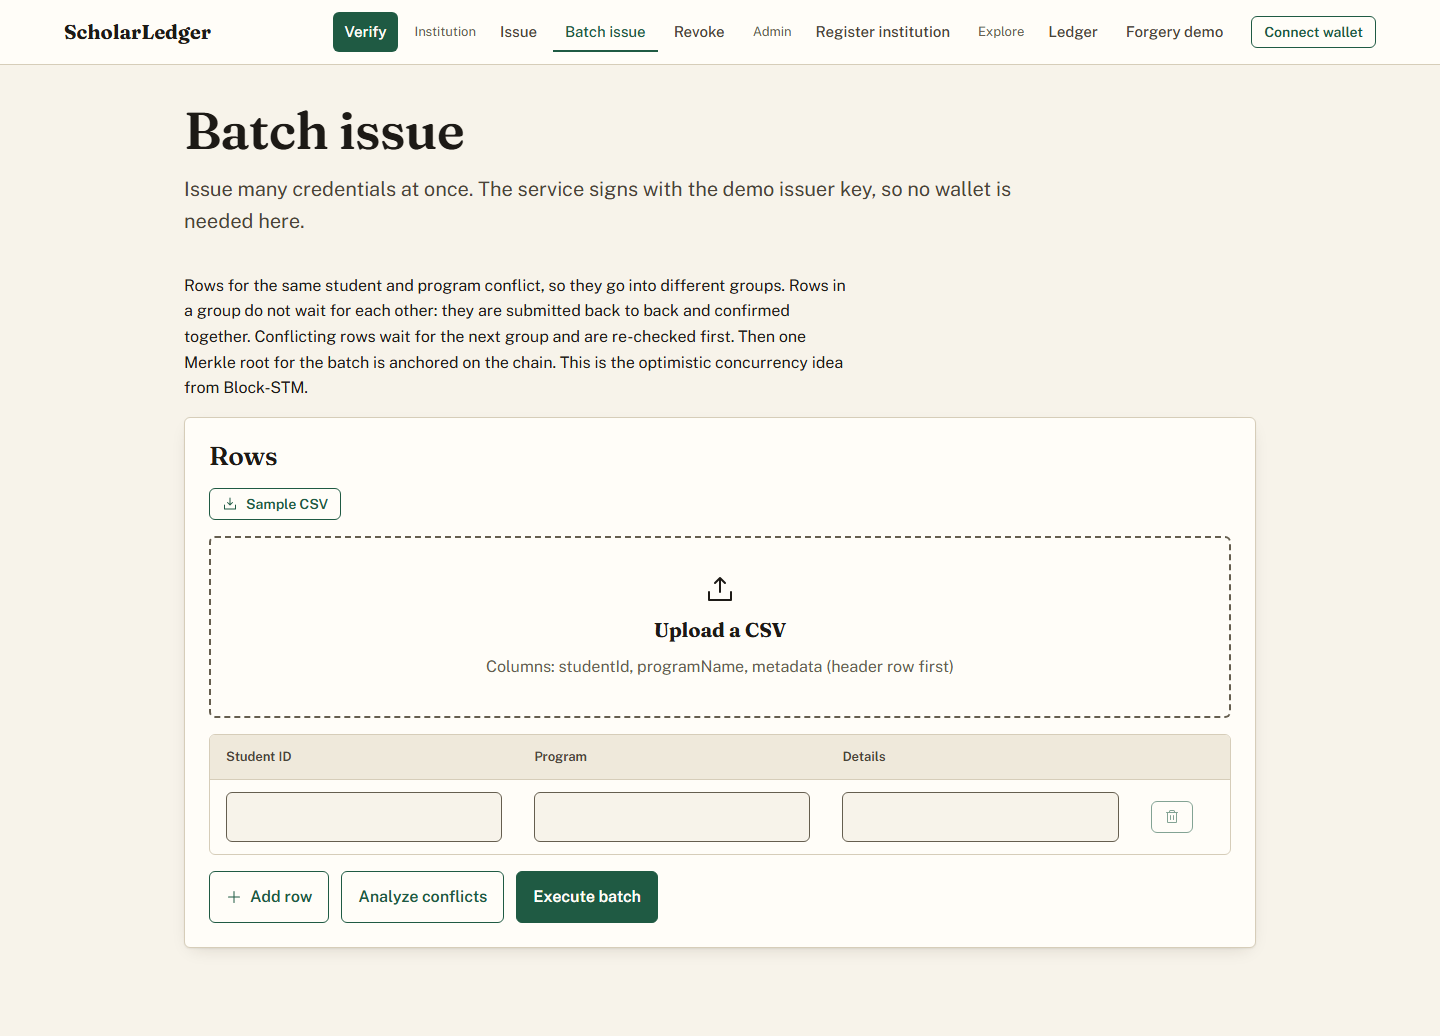 ScholarLedger
Verify
Institution
Issue
Batch issue
Revoke
Admin
Register institution
Explore
Ledger
Forgery demo
Connect wallet
Batch issue
Issue many credentials at once. The service signs with the demo issuer key, so no wallet is
needed here.
Rows for the same student and program conflict, so they go into different groups. Rows in
a group do not wait for each other: they are submitted back to back and confirmed
together. Conflicting rows wait for the next group and are re-checked first. Then one
Merkle root for the batch is anchored on the chain. This is the optimistic concurrency idea
from Block-STM.
Rows
Sample CSV
Upload a CSV
Columns: studentId, programName, metadata (header row first)
Student ID
Program
Details
Add row
Analyze conflicts
Execute batch